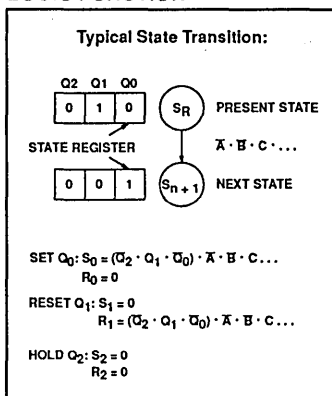 Typical State Transition:
Q2 Q1 Q0
0 1 0
S_R
PRESENT STATE
STATE REGISTER
A̅ · B̅ · C · ...
0 0 1
S_{n + 1}
NEXT STATE
SET Q₀: S₀ = (Q̅₂ · Q₁ · Q̅₀) · A̅ · B̅ · C ...
R₀ = 0
RESET Q₁: S₁ = 0
R₁ = (Q̅₂ · Q₁ · Q̅₀) · A̅ · B̅ · C ...
HOLD Q₂: S₂ = 0
R₂ = 0